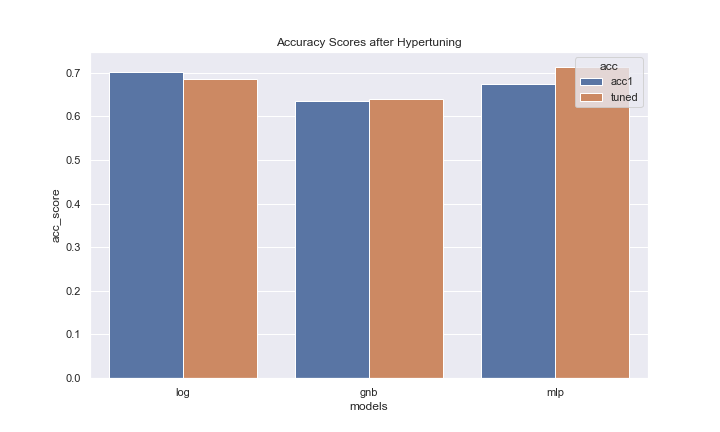 Accuracy Scores after Hypertuning
acc
acc1
tuned
0.7
0.6
0.5
0.4
0.3
0.2
0.1
0.0
acc_score
log gnb mlp
models